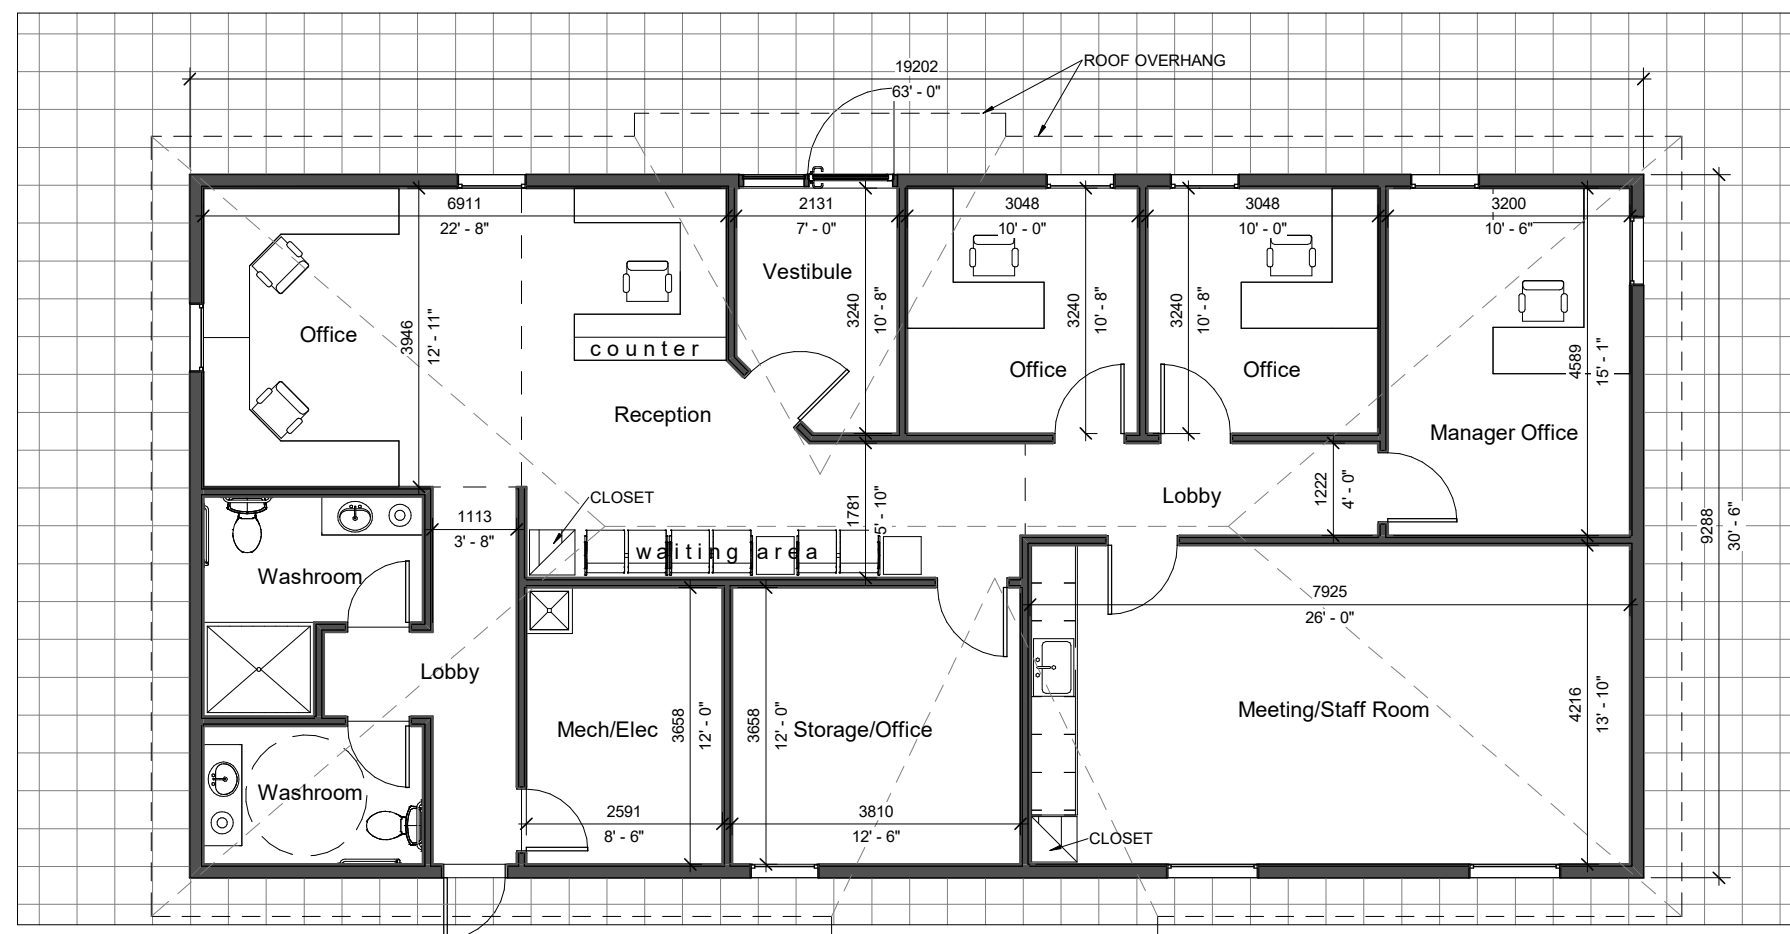 ROOF OVERHANG
19202
63' - 0"
6911
22' - 8"
2131
7' - 0"
3048
10' - 0"
3048
10' - 0"
3200
10' - 6"
Vestibule
Office
3946
12' - 11"
counter
3240
10' - 8"
3240
10' - 8"
3240
10' - 8"
4589
15' - 1"
Office
Office
Reception
Manager Office
CLOSET
1781
5' - 10"
Lobby
1222
4' - 0"
1113
3' - 8"
9288
30' - 6"
waiting area
Washroom
7925
26' - 0"
Lobby
Mech/Elec
3658
12' - 0"
3658
12' - 0"
Storage/Office
Meeting/Staff Room
4216
13' - 10"
Washroom
2591
8' - 6"
3810
12' - 6"
CLOSET